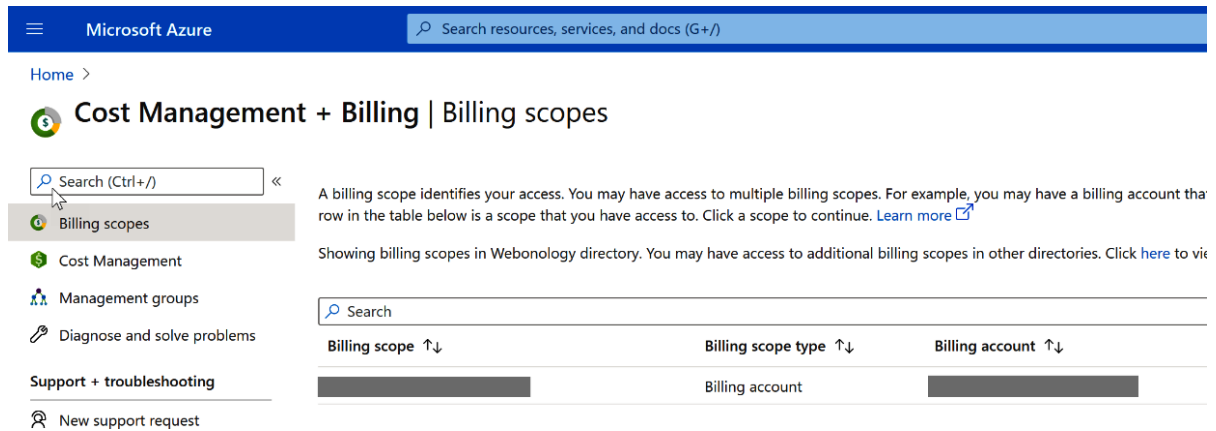 Microsoft Azure
Search resources, services, and docs (G+/)
Home >
Cost Management + Billing | Billing scopes
Search (Ctrl+/)
«
A billing scope identifies your access. You may have access to multiple billing scopes. For example, you may have a billing account tha
row in the table below is a scope that you have access to. Click a scope to continue. Learn more
Billing scopes
Cost Management
Showing billing scopes in Webonology directory. You may have access to additional billing scopes in other directories. Click here to vie
Management groups
Search
Diagnose and solve problems
Billing scope ↑↓ Billing scope type ↑↓ Billing account ↑↓
Support + troubleshooting
Billing account
New support request